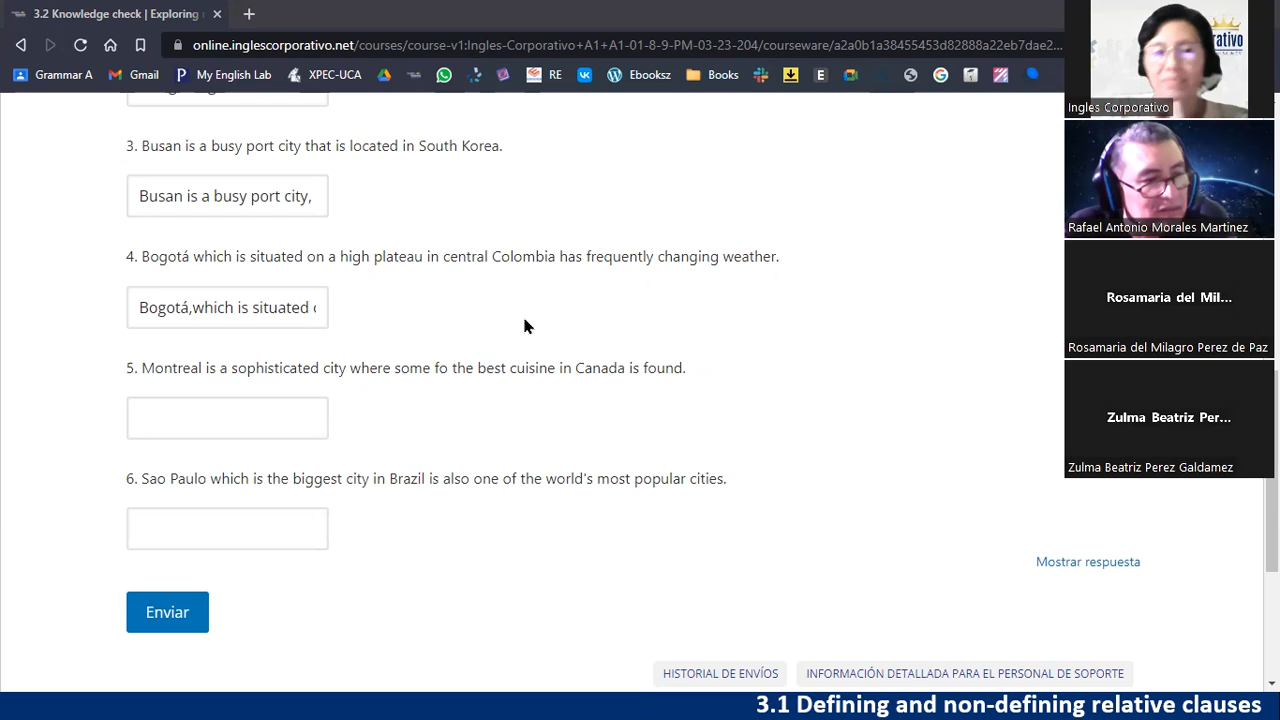 3.2 Knowledge check | Exploring
online.inglescorporativo.net/courses/course-v1:Ingles-Corporativo+A1+A1-01-8-9-PM-03-23-204/courseware/a2a0b1a38455453d82888a22eb7dae2...
Grammar A
Gmail
My English Lab
XPEC-UCA
RE
Ebooksz
Books
3. Busan is a busy port city that is located in South Korea.
Busan is a busy port city,
4. Bogotá which is situated on a high plateau in central Colombia has frequently changing weather.
Bogotá,which is situated
5. Montreal is a sophisticated city where some fo the best cuisine in Canada is found.
6. Sao Paulo which is the biggest city in Brazil is also one of the world's most popular cities.
Mostrar respuesta
Enviar
HISTORIAL DE ENVÍOS
INFORMACIÓN DETALLADA PARA EL PERSONAL DE SOPORTE
Ingles Corporativo
Rafael Antonio Morales Martinez
Rosamaria del Mil...
Rosamaria del Milagro Perez de Paz
Zulma Beatriz Per...
Zulma Beatriz Perez Galdamez
3.1 Defining and non-defining relative clauses